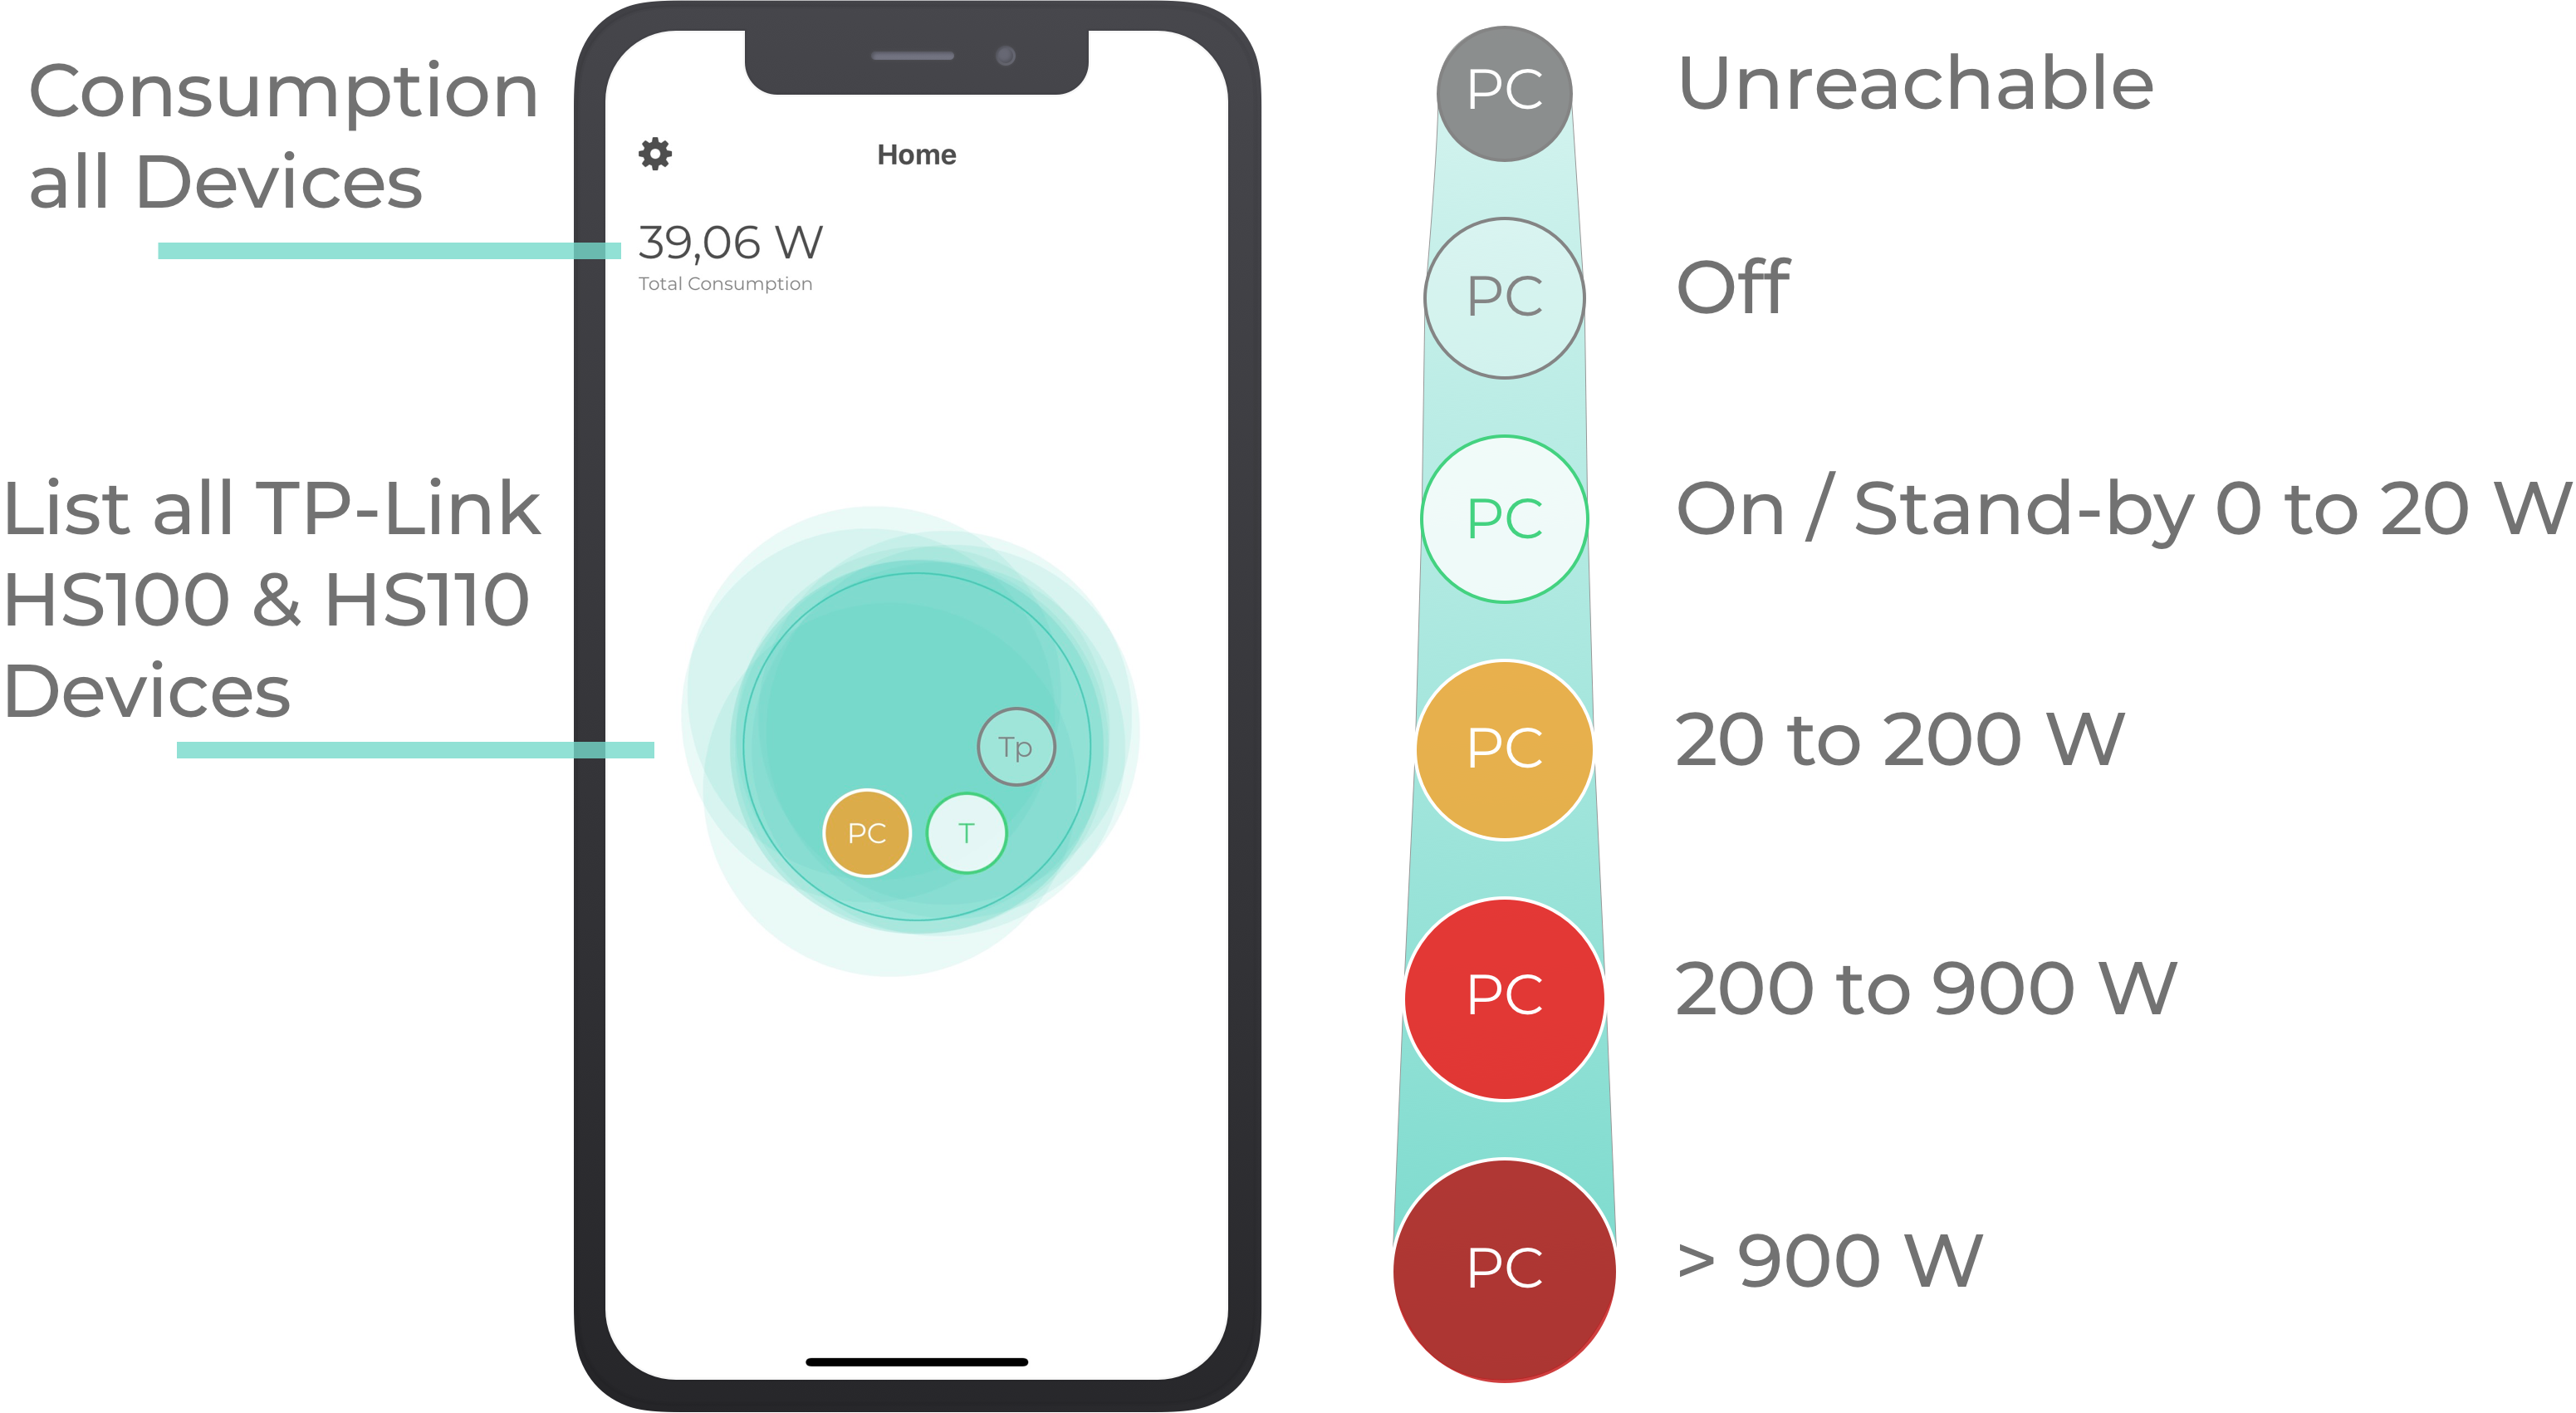 Consumption
all Devices
List all TP-Link
HS100 & HS110
Devices
Home
39,06 W
Total Consumption
Tp
PC
T
PC
Unreachable
PC
Off
PC
On / Stand-by 0 to 20 W
PC
20 to 200 W
PC
200 to 900 W
PC
> 900 W